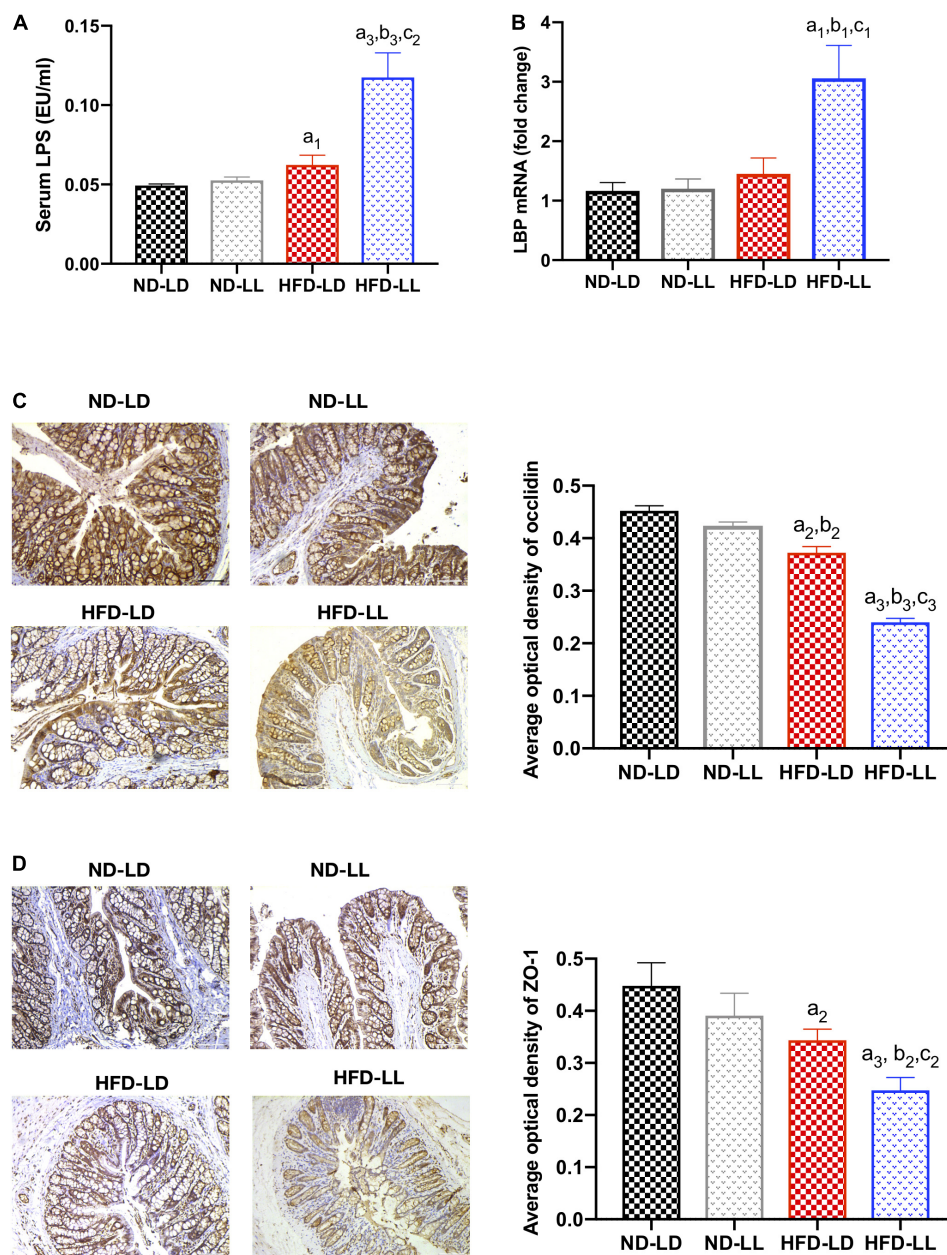 A
Serum LPS (EU/ml)
0.15
0.10
0.05
0.00
a1
a3,b3,c2
ND-LD ND-LL HFD-LD HFD-LL
B
LBP mRNA (fold change)
4
3
2
1
0
a1,b1,c1
ND-LD ND-LL HFD-LD HFD-LL
C
ND-LD ND-LL
HFD-LD HFD-LL
Average optical density of occlidin
0.5
0.4
0.3
0.2
0.1
0.0
a2,b2
a3,b3,c3
ND-LD ND-LL HFD-LD HFD-LL
D
ND-LD ND-LL
HFD-LD HFD-LL
Average optical density of ZO-1
0.5
0.4
0.3
0.2
0.1
0.0
a2
a3, b2,c2
ND-LD ND-LL HFD-LD HFD-LL